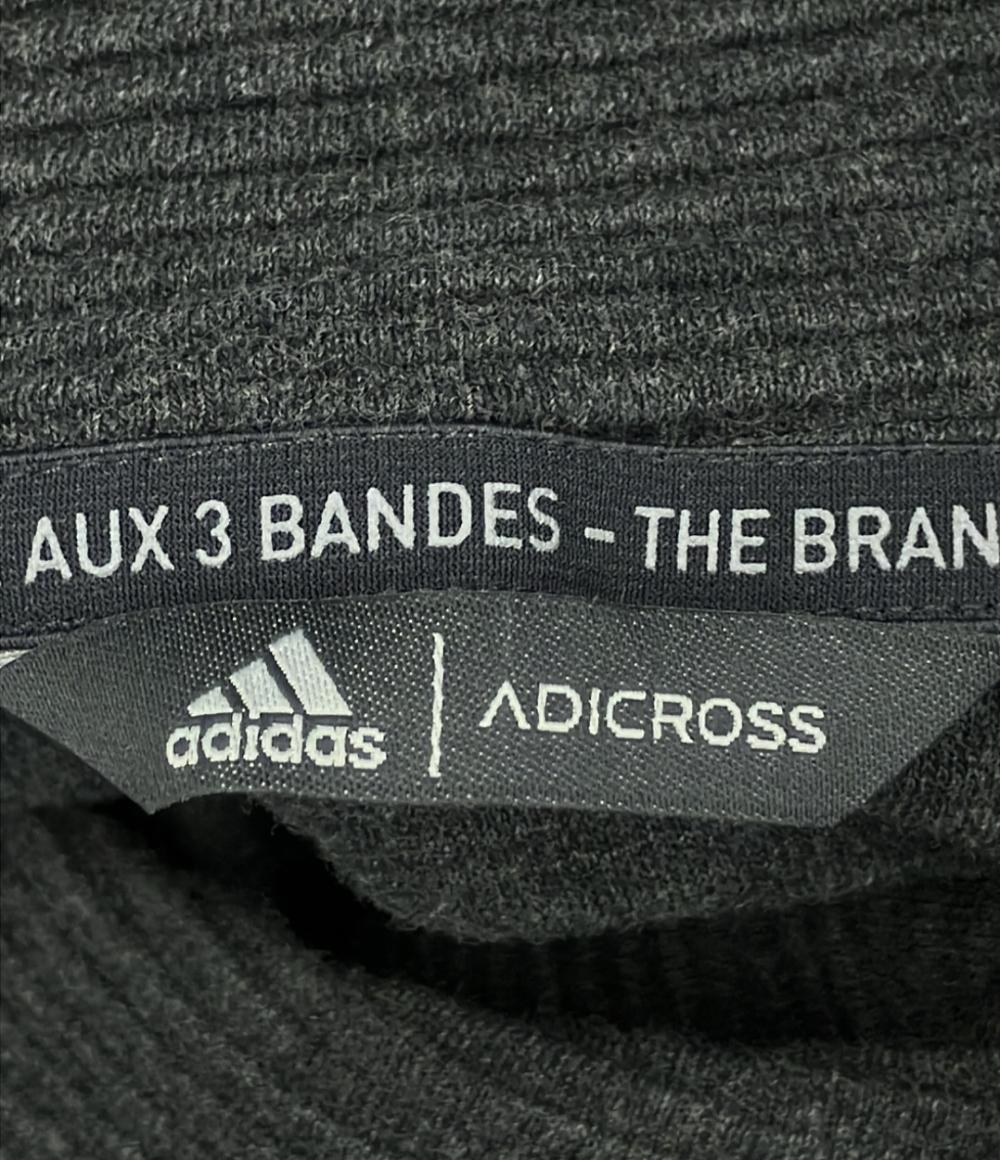 AUX 3 BANDES - THE BRAN
adidas | ADICROSS